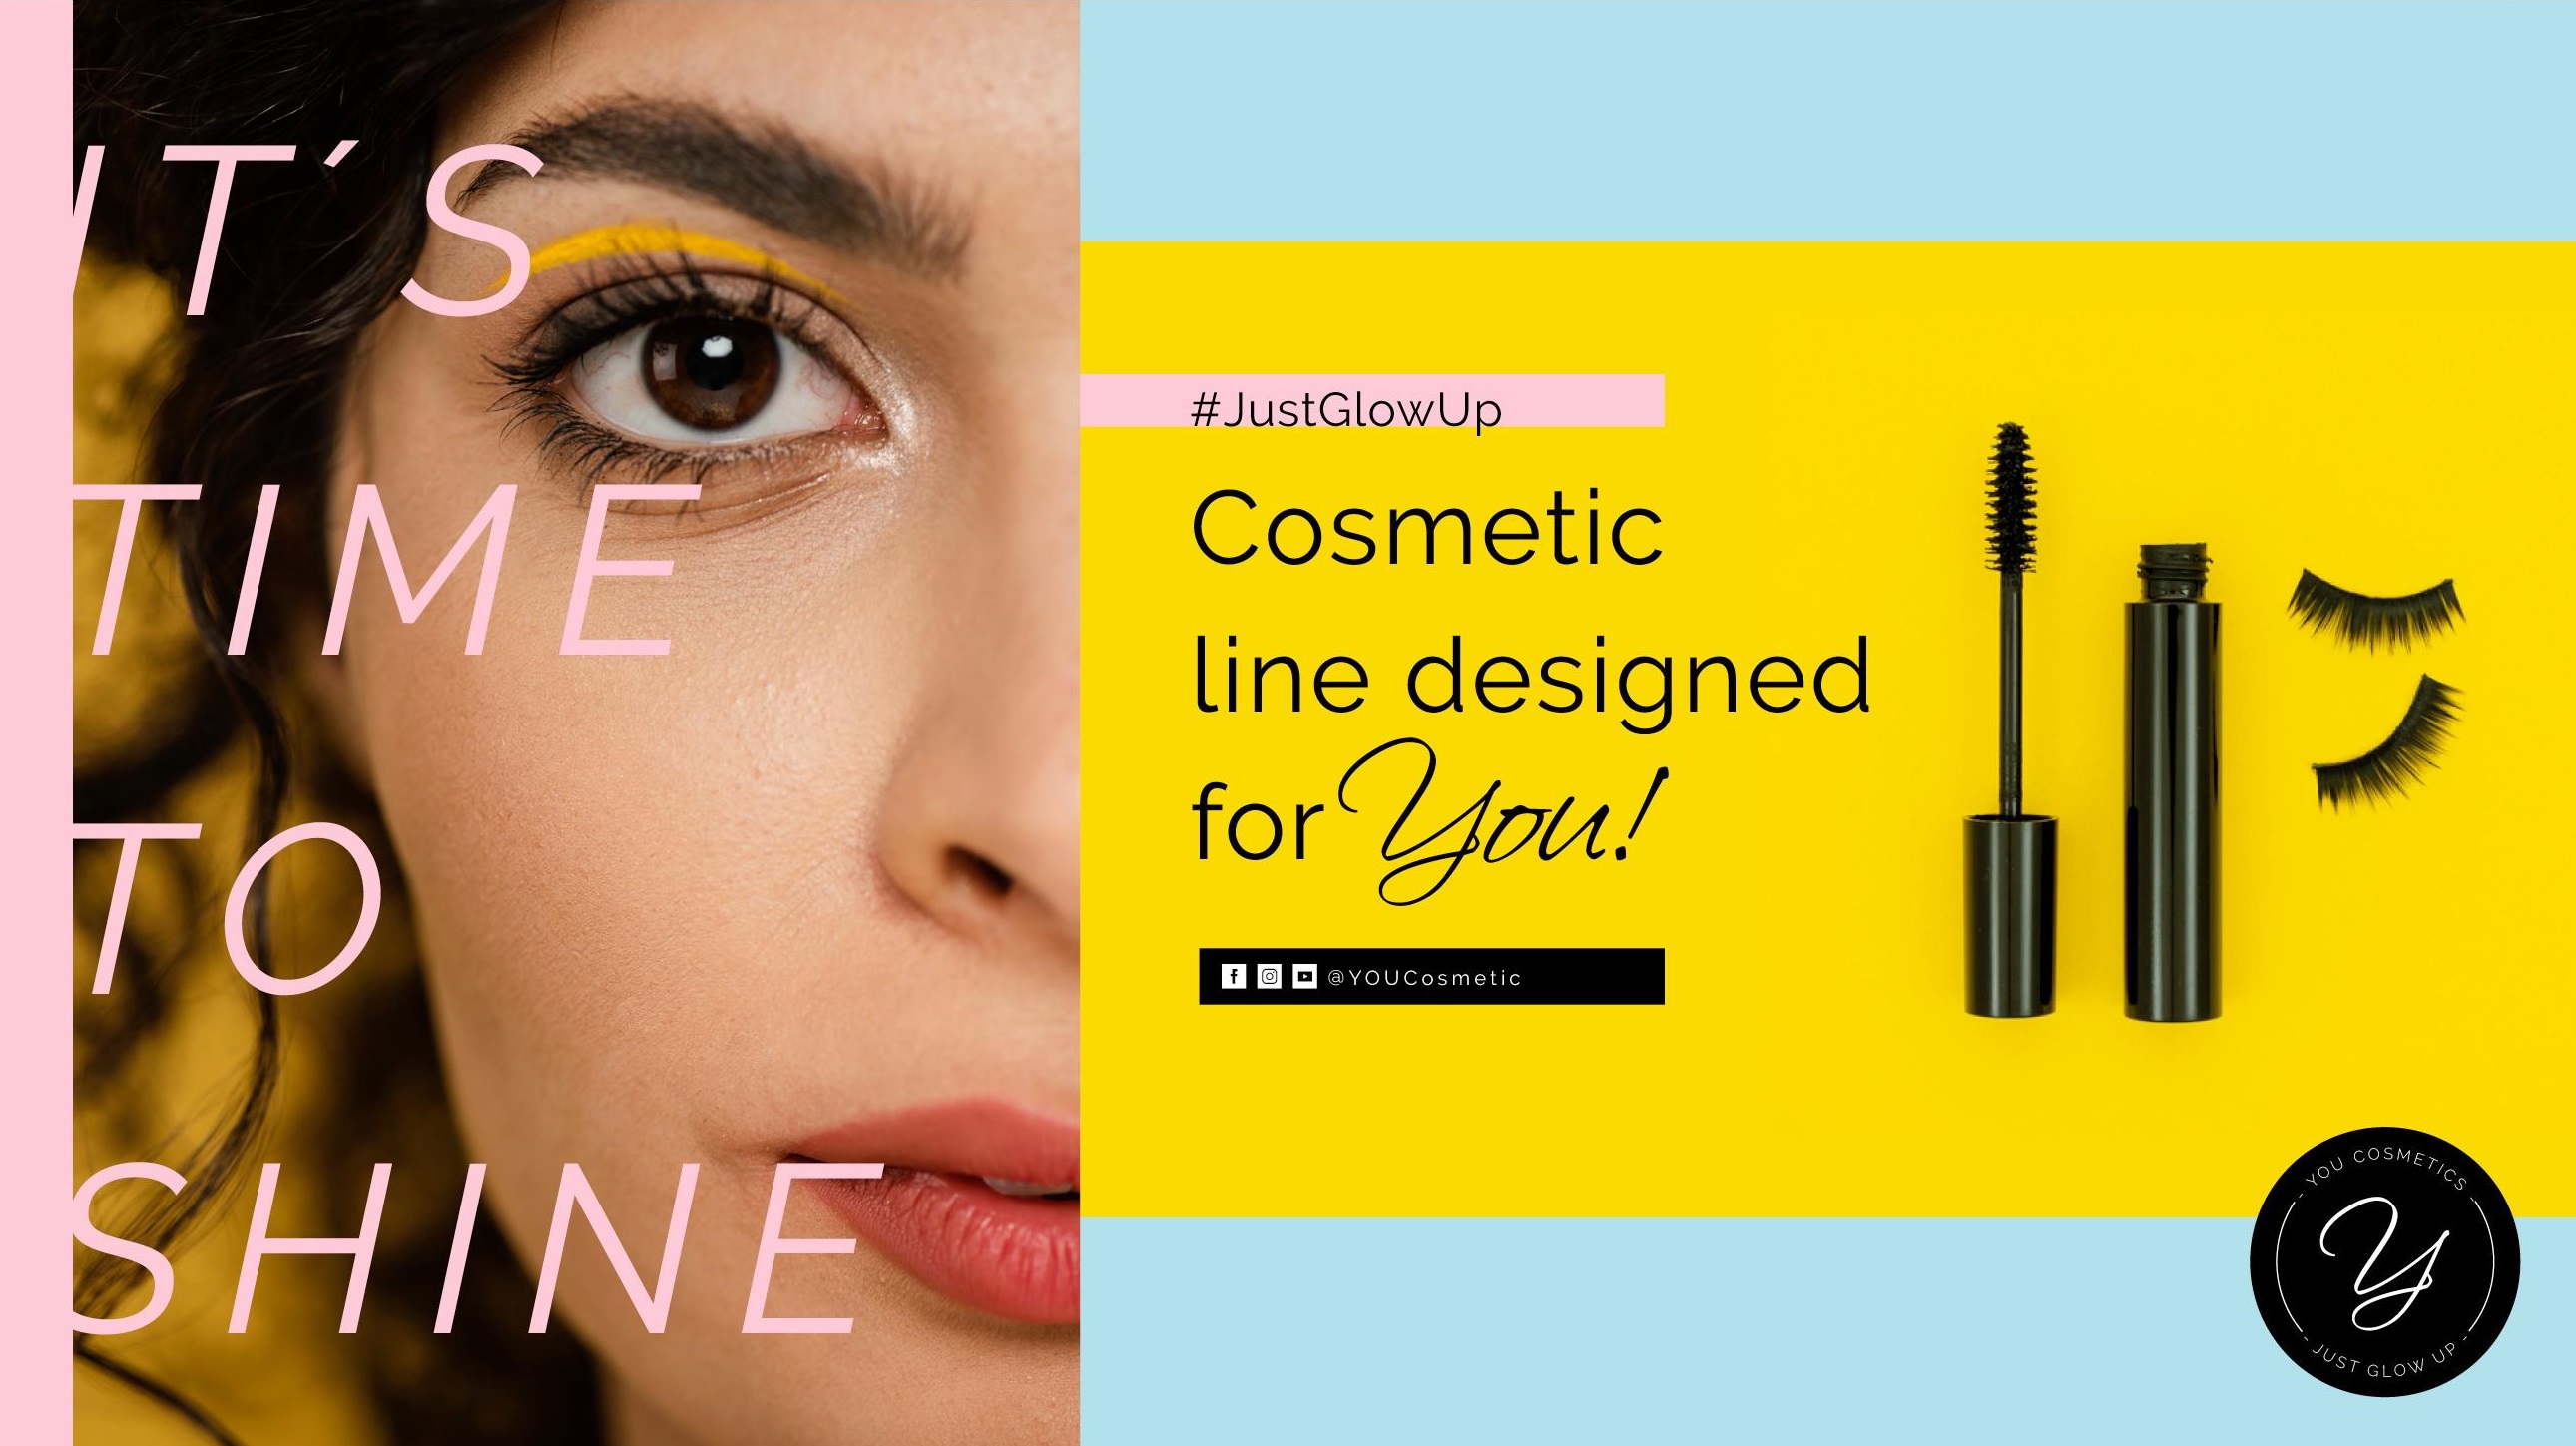 IT´S
TIME
TO
SHINE
#JustGlowUp
Cosmetic
line designed
for You!
@YOUCosmetic
- YOU COSMETICS -
Y
- JUST GLOW UP -